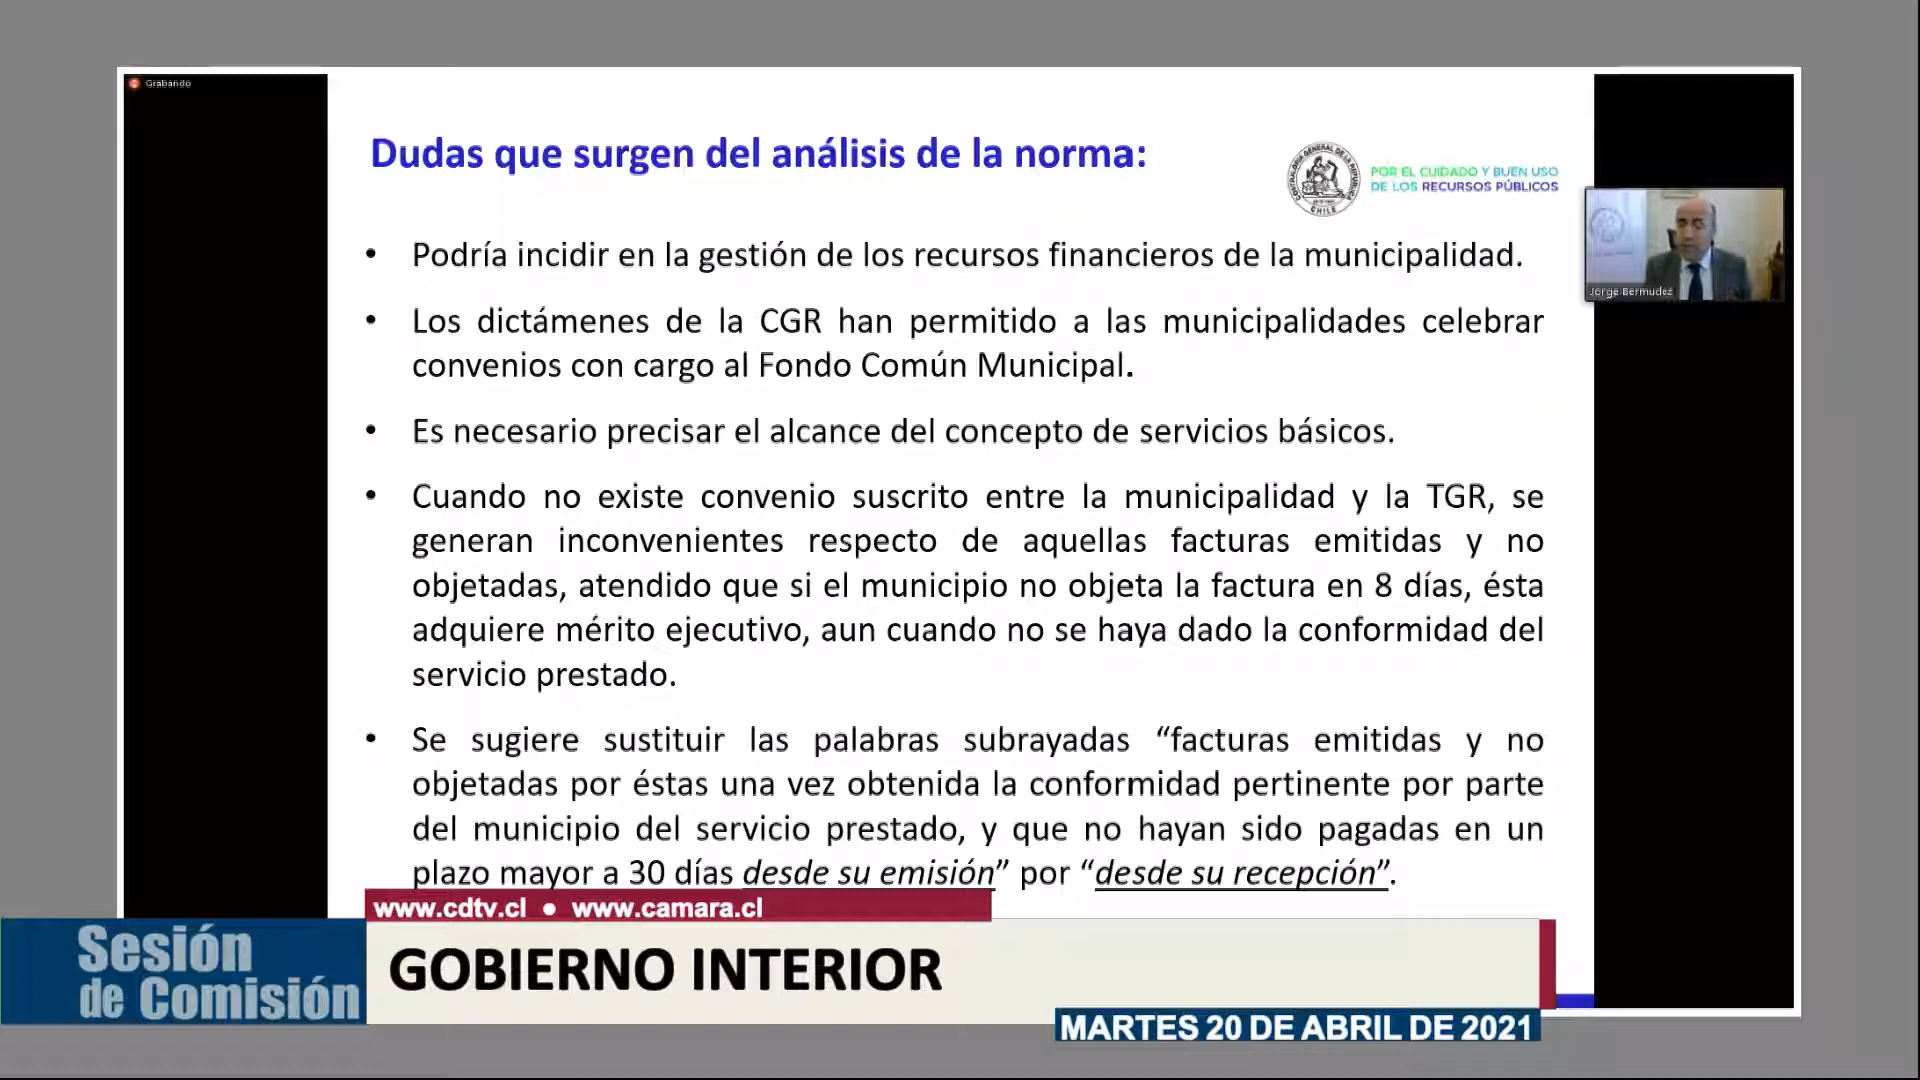 Grabando
Dudas que surgen del análisis de la norma:
CONTRALORÍA GENERAL DE LA REPÚBLICA
CHILE
POR EL CUIDADO Y BUEN USO
DE LOS RECURSOS PÚBLICOS
Jorge Bermudez
• Podría incidir en la gestión de los recursos financieros de la municipalidad.
• Los dictámenes de la CGR han permitido a las municipalidades celebrar
convenios con cargo al Fondo Común Municipal.
• Es necesario precisar el alcance del concepto de servicios básicos.
• Cuando no existe convenio suscrito entre la municipalidad y la TGR, se
generan inconvenientes respecto de aquellas facturas emitidas y no
objetadas, atendido que si el municipio no objeta la factura en 8 días, ésta
adquiere mérito ejecutivo, aun cuando no se haya dado la conformidad del
servicio prestado.
• Se sugiere sustituir las palabras subrayadas “facturas emitidas y no
objetadas por éstas una vez obtenida la conformidad pertinente por parte
del municipio del servicio prestado, y que no hayan sido pagadas en un
plazo mayor a 30 días desde su emisión” por “desde su recepción”.
www.cdtv.cl ● www.camara.cl
Sesión
de Comisión
GOBIERNO INTERIOR
MARTES 20 DE ABRIL DE 2021